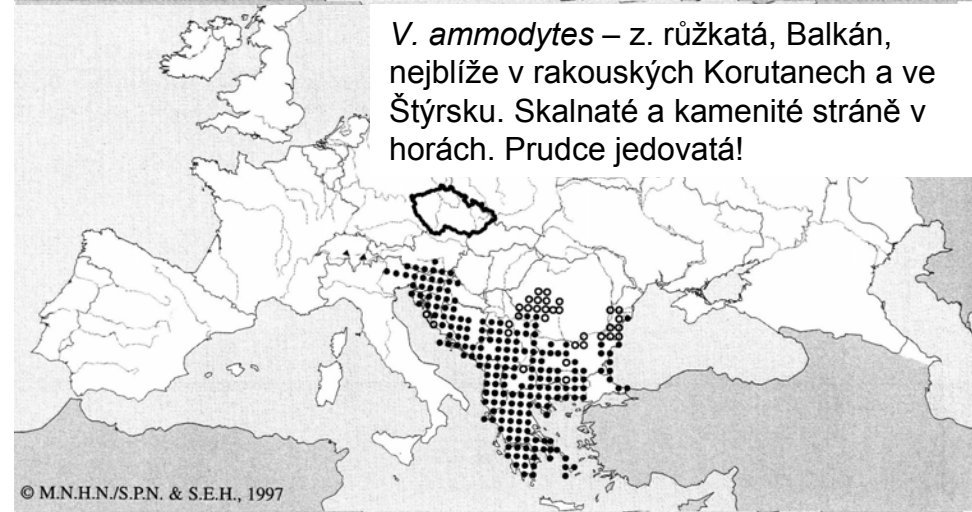 V. ammodytes – z. růžkatá, Balkán,
nejblíže v rakouských Korutanech a ve
Štýrsku. Skalnaté a kamenité stráně v
horách. Prudce jedovatá!
© M.N.H.N./S.P.N. & S.E.H., 1997